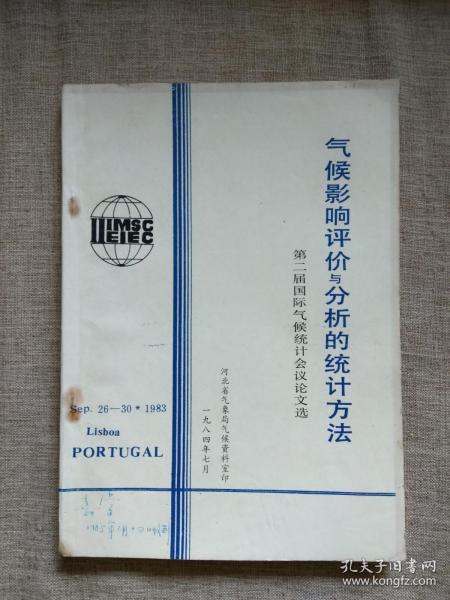 气候影响评价与分析的统计方法
第二届国际气候统计会议论文选
河北省气象局气候资料室印
一九八四年七月
II IMSC
EIEC
Sep. 26—30 * 1983
Lisboa
PORTUGAL
孔夫子旧书网
www.kongfz.com